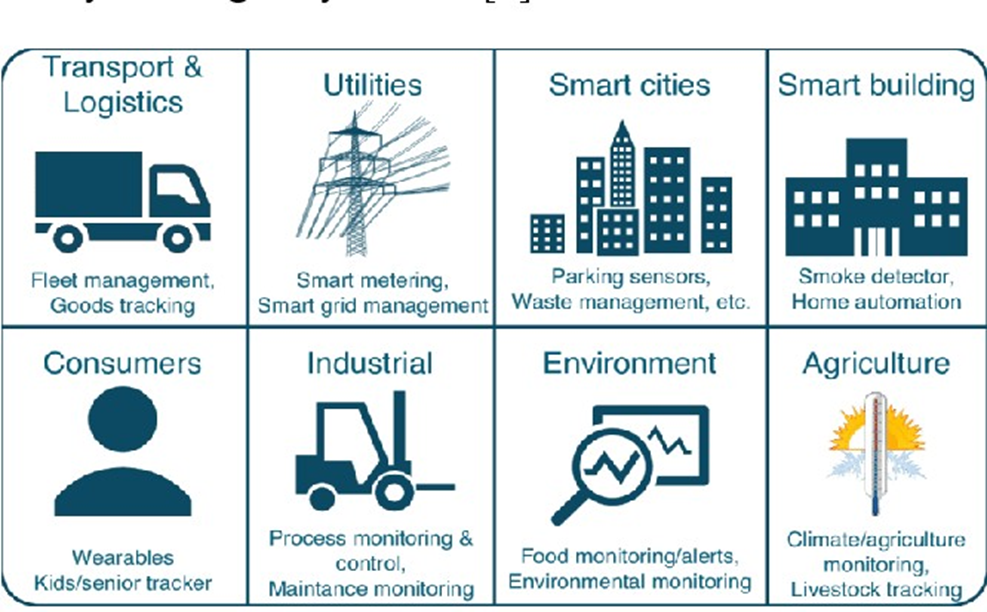 Transport &
Logistics
Fleet management,
Goods tracking
Utilities
Smart metering,
Smart grid management
Smart cities
Parking sensors,
Waste management, etc.
Smart building
Smoke detector,
Home automation
Consumers
Wearables
Kids/senior tracker
Industrial
Process monitoring &
control,
Maintance monitoring
Environment
Food monitoring/alerts,
Environmental monitoring
Agriculture
Climate/agriculture
monitoring,
Livestock tracking